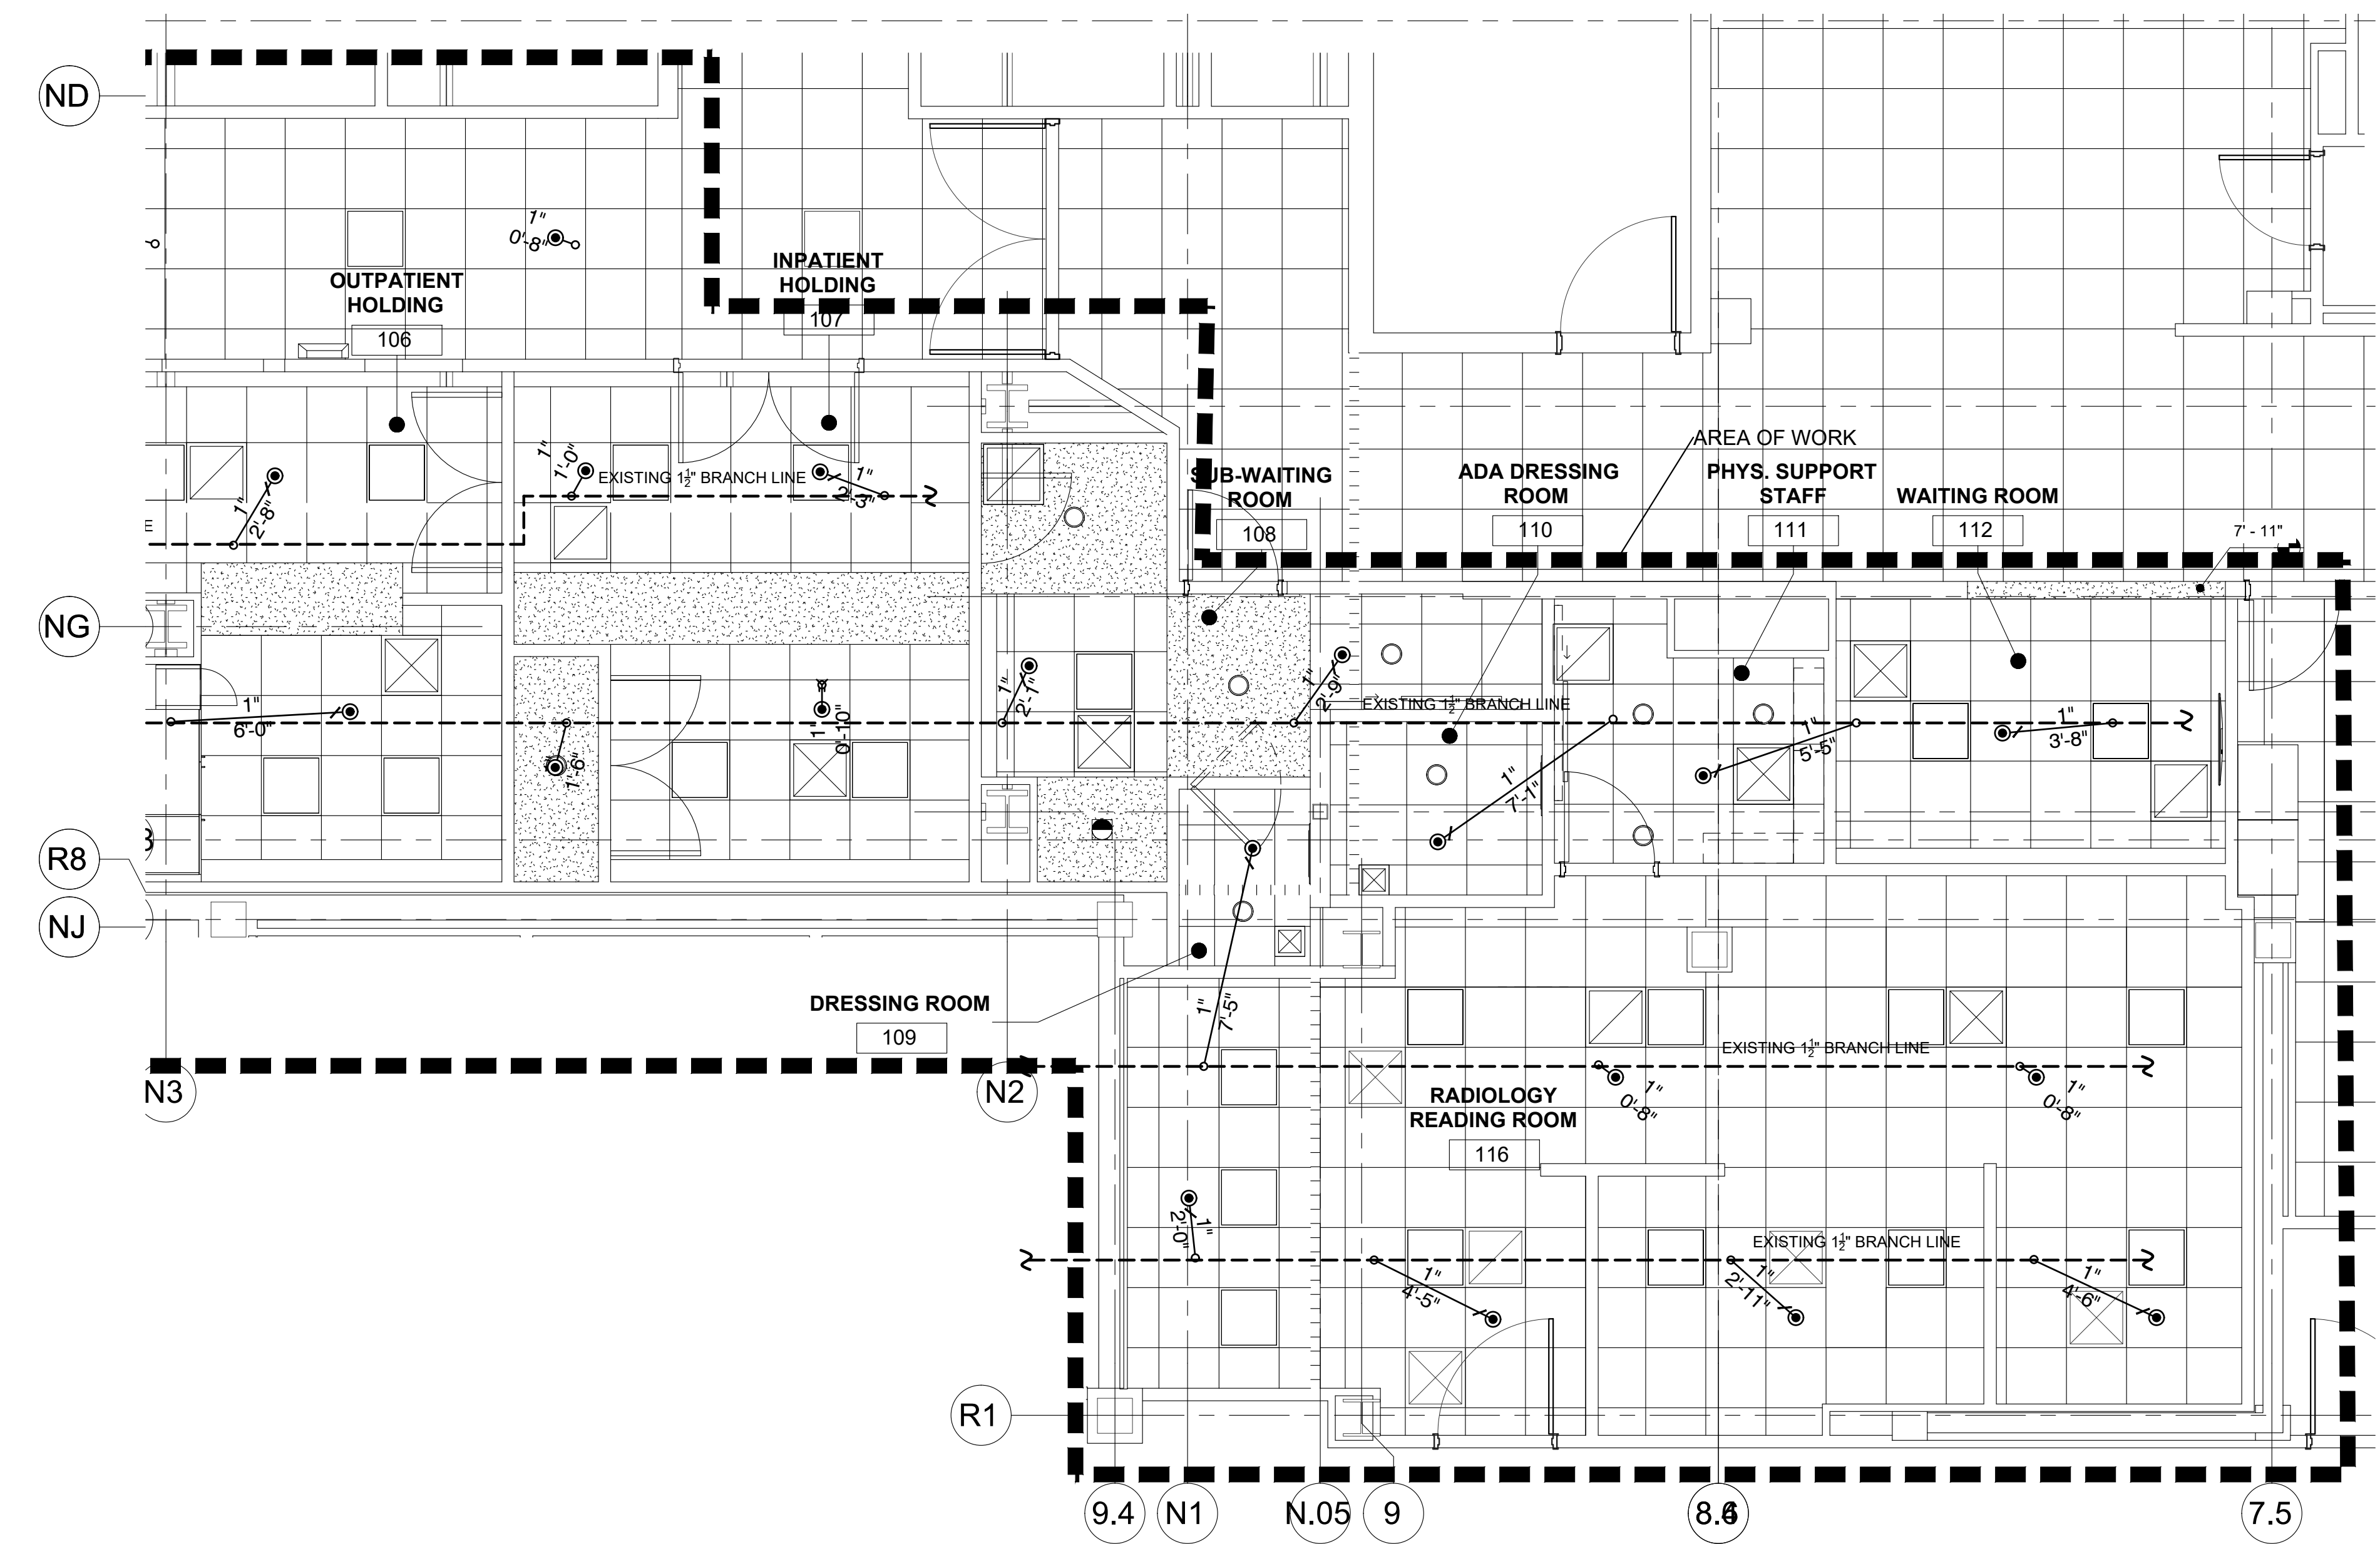 ND
1"
0'-8"
OUTPATIENT
HOLDING
106
INPATIENT
HOLDING
107
AREA OF WORK
SUB-WAITING
ROOM
108
ADA DRESSING
ROOM
110
PHYS. SUPPORT
STAFF
111
WAITING ROOM
112
7' - 11"
1"
1'-0"
EXISTING 1½" BRANCH LINE
1"
2'-3"
1"
2'-8"
E
NG
1"
6'-0"
1'-6"
1"
0'-10"
1"
2'-1"
1"
2'-9"
EXISTING 1½" BRANCH LINE
1"
7'-1"
1"
5'-5"
1"
3'-8"
R8
NJ
DRESSING ROOM
109
1"
7'-5"
N3
N2
EXISTING 1½" BRANCH LINE
RADIOLOGY
READING ROOM
116
1"
0'-8"
1"
0'-8"
1"
2'-0"
EXISTING 1½" BRANCH LINE
1"
4'-5"
1"
2'-11"
1"
4'-6"
R1
9.4
N1
N.05
9
7.5